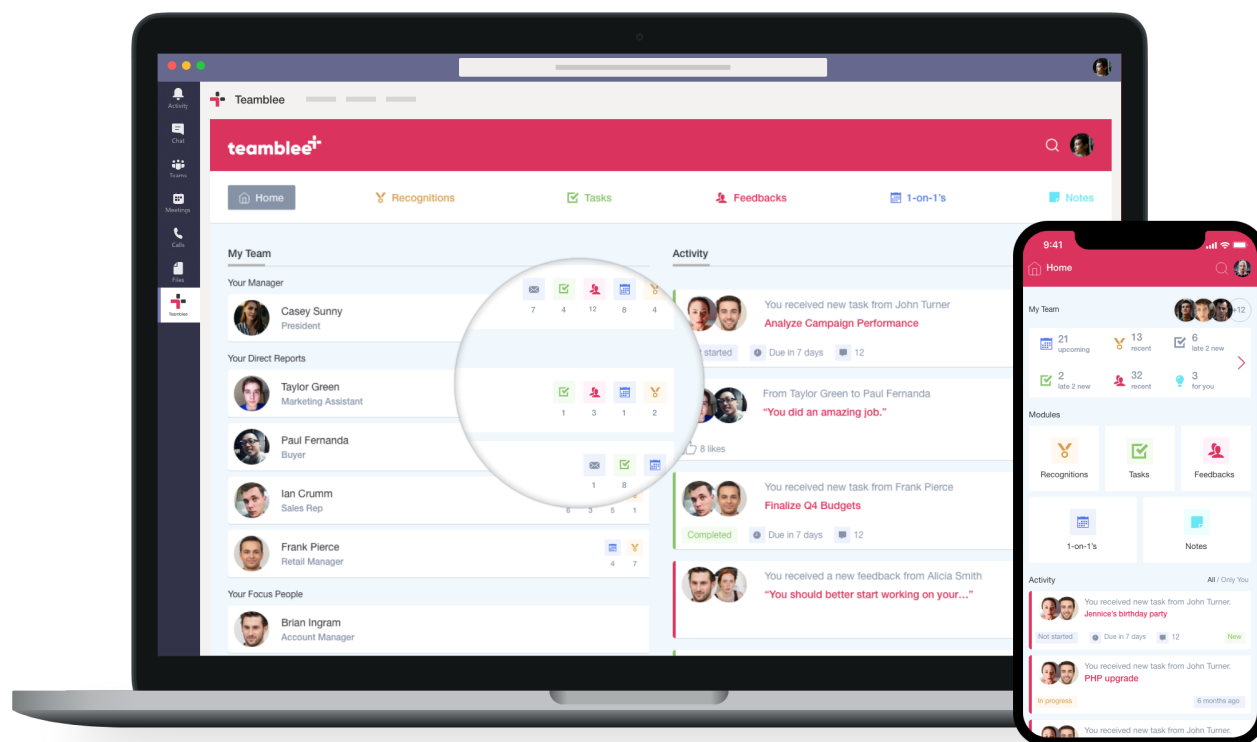 Activity
Chat
Teams
Meetings
Calls
Files
Teamblee
Teamblee
teamblee
Home
Recognitions
Tasks
Feedbacks
1-on-1's
Notes
My Team
Your Manager
Casey Sunny
President
7 4 12 8 4
Your Direct Reports
Taylor Green
Marketing Assistant
1 3 1 2
Paul Fernanda
Buyer
1 8
Ian Crumm
Sales Rep
6 3 5 1
Frank Pierce
Retail Manager
4 7
Your Focus People
Brian Ingram
Account Manager
Activity
You received new task from John Turner
Analyze Campaign Performance
started Due in 7 days 12
From Taylor Green to Paul Fernanda
“You did an amazing job.”
8 likes
You received new task from Frank Pierce
Finalize Q4 Budgets
Completed Due in 7 days 12
You received a new feedback from Alicia Smith
“You should better start working on your…”
9:41
Home
My Team
+12
21
upcoming
13
recent
6
late 2 new
2
late 2 new
32
recent
3
for you
Modules
Recognitions
Tasks
Feedbacks
1-on-1's
Notes
Activity
All / Only You
You received new task from John Turner.
Jennice's birthday party
Not started Due in 7 days 12 New
You received new task from John Turner.
PHP upgrade
In progress 6 months ago
You received new task from John Turner.